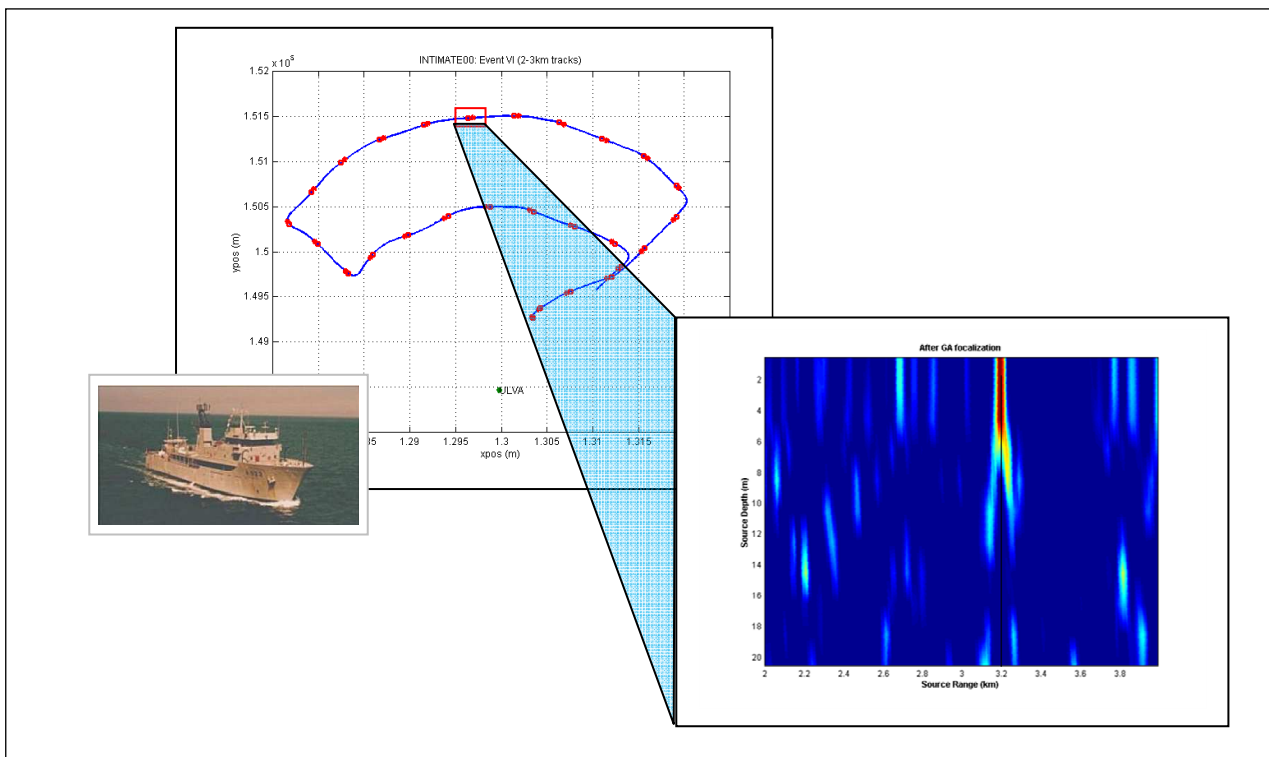 INTIMATE00: Event VI (2-3km tracks)
1.52 x 10⁵
1.515
1.51
1.505
1.5
1.495
1.49
ypos (m)
ULVA
1.29 1.295 1.3 1.305 1.31 1.315
xpos (m)
After GA focalization
2
4
6
8
10
12
14
16
18
20
Source Depth (m)
2 2.2 2.4 2.6 2.8 3 3.2 3.4 3.6 3.8
Source Range (km)